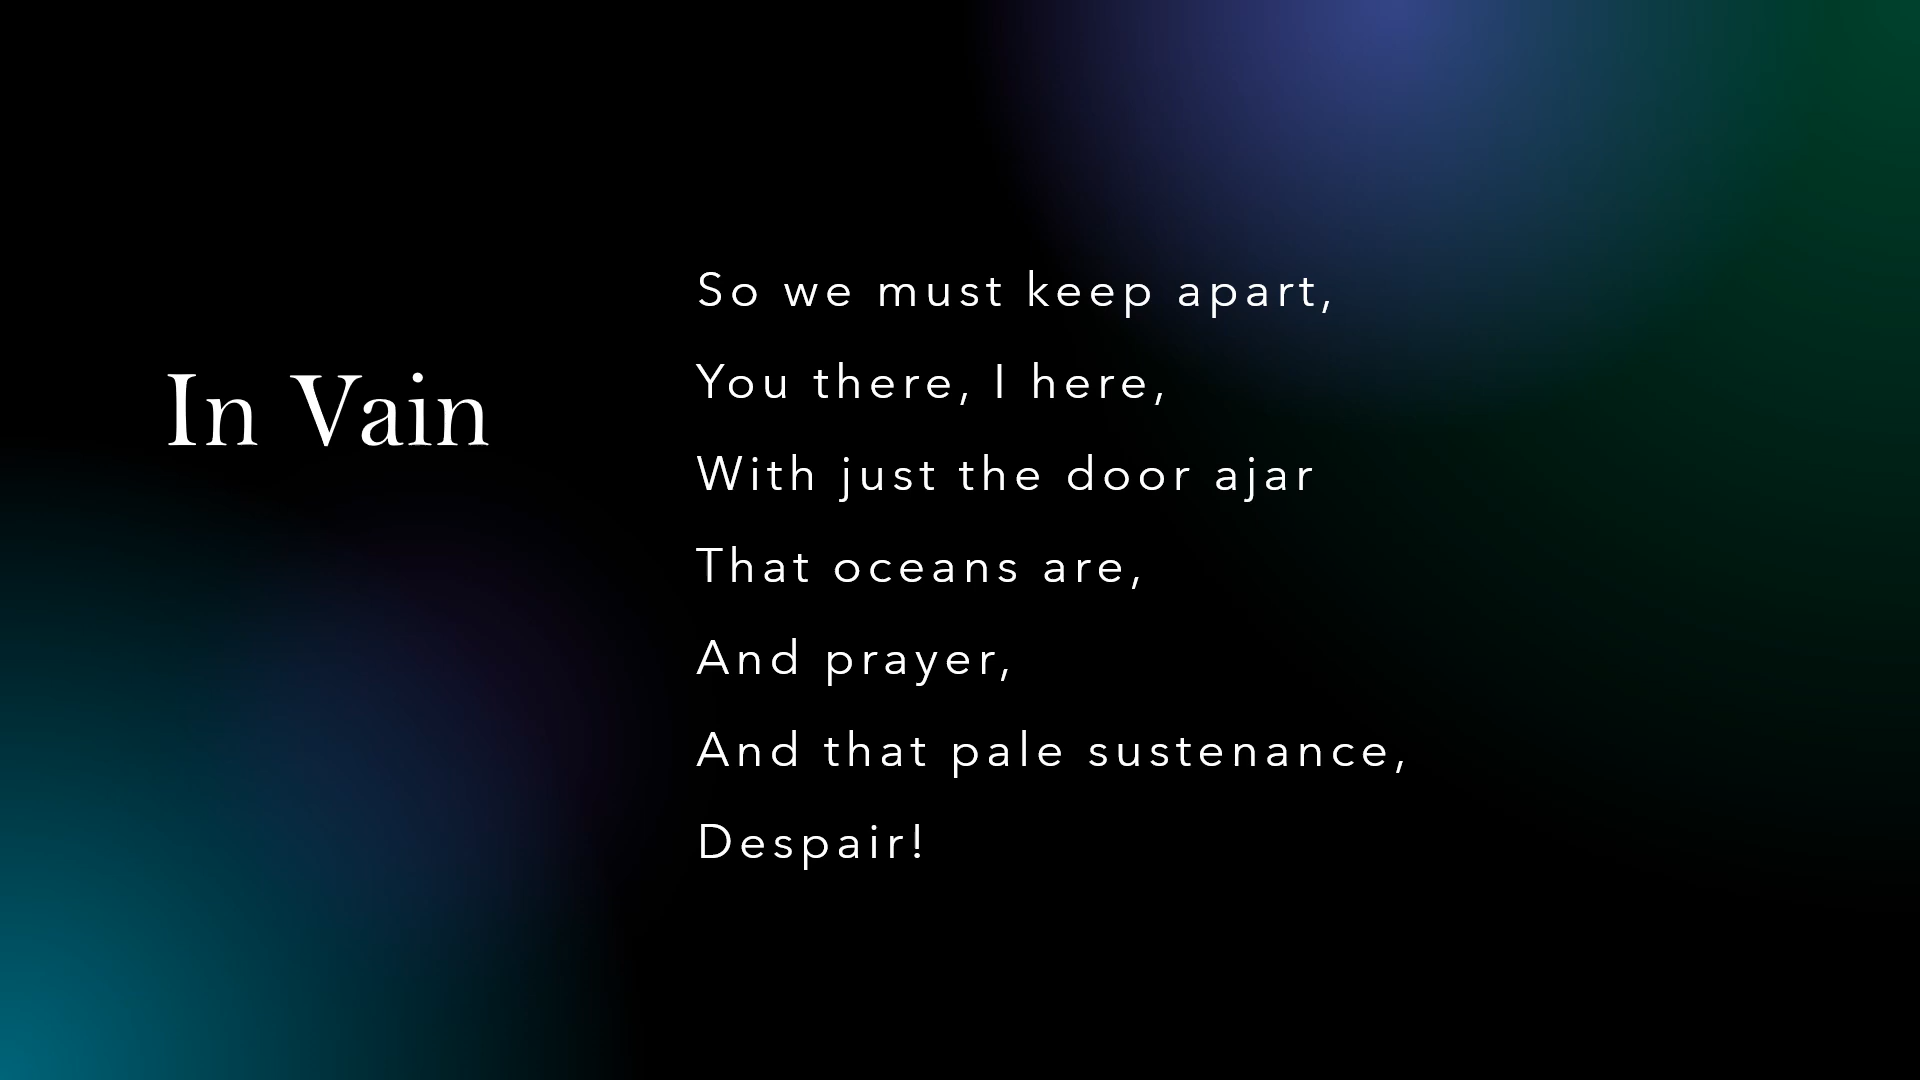 In Vain
So we must keep apart,
You there, I here,
With just the door ajar
That oceans are,
And prayer,
And that pale sustenance,
Despair!